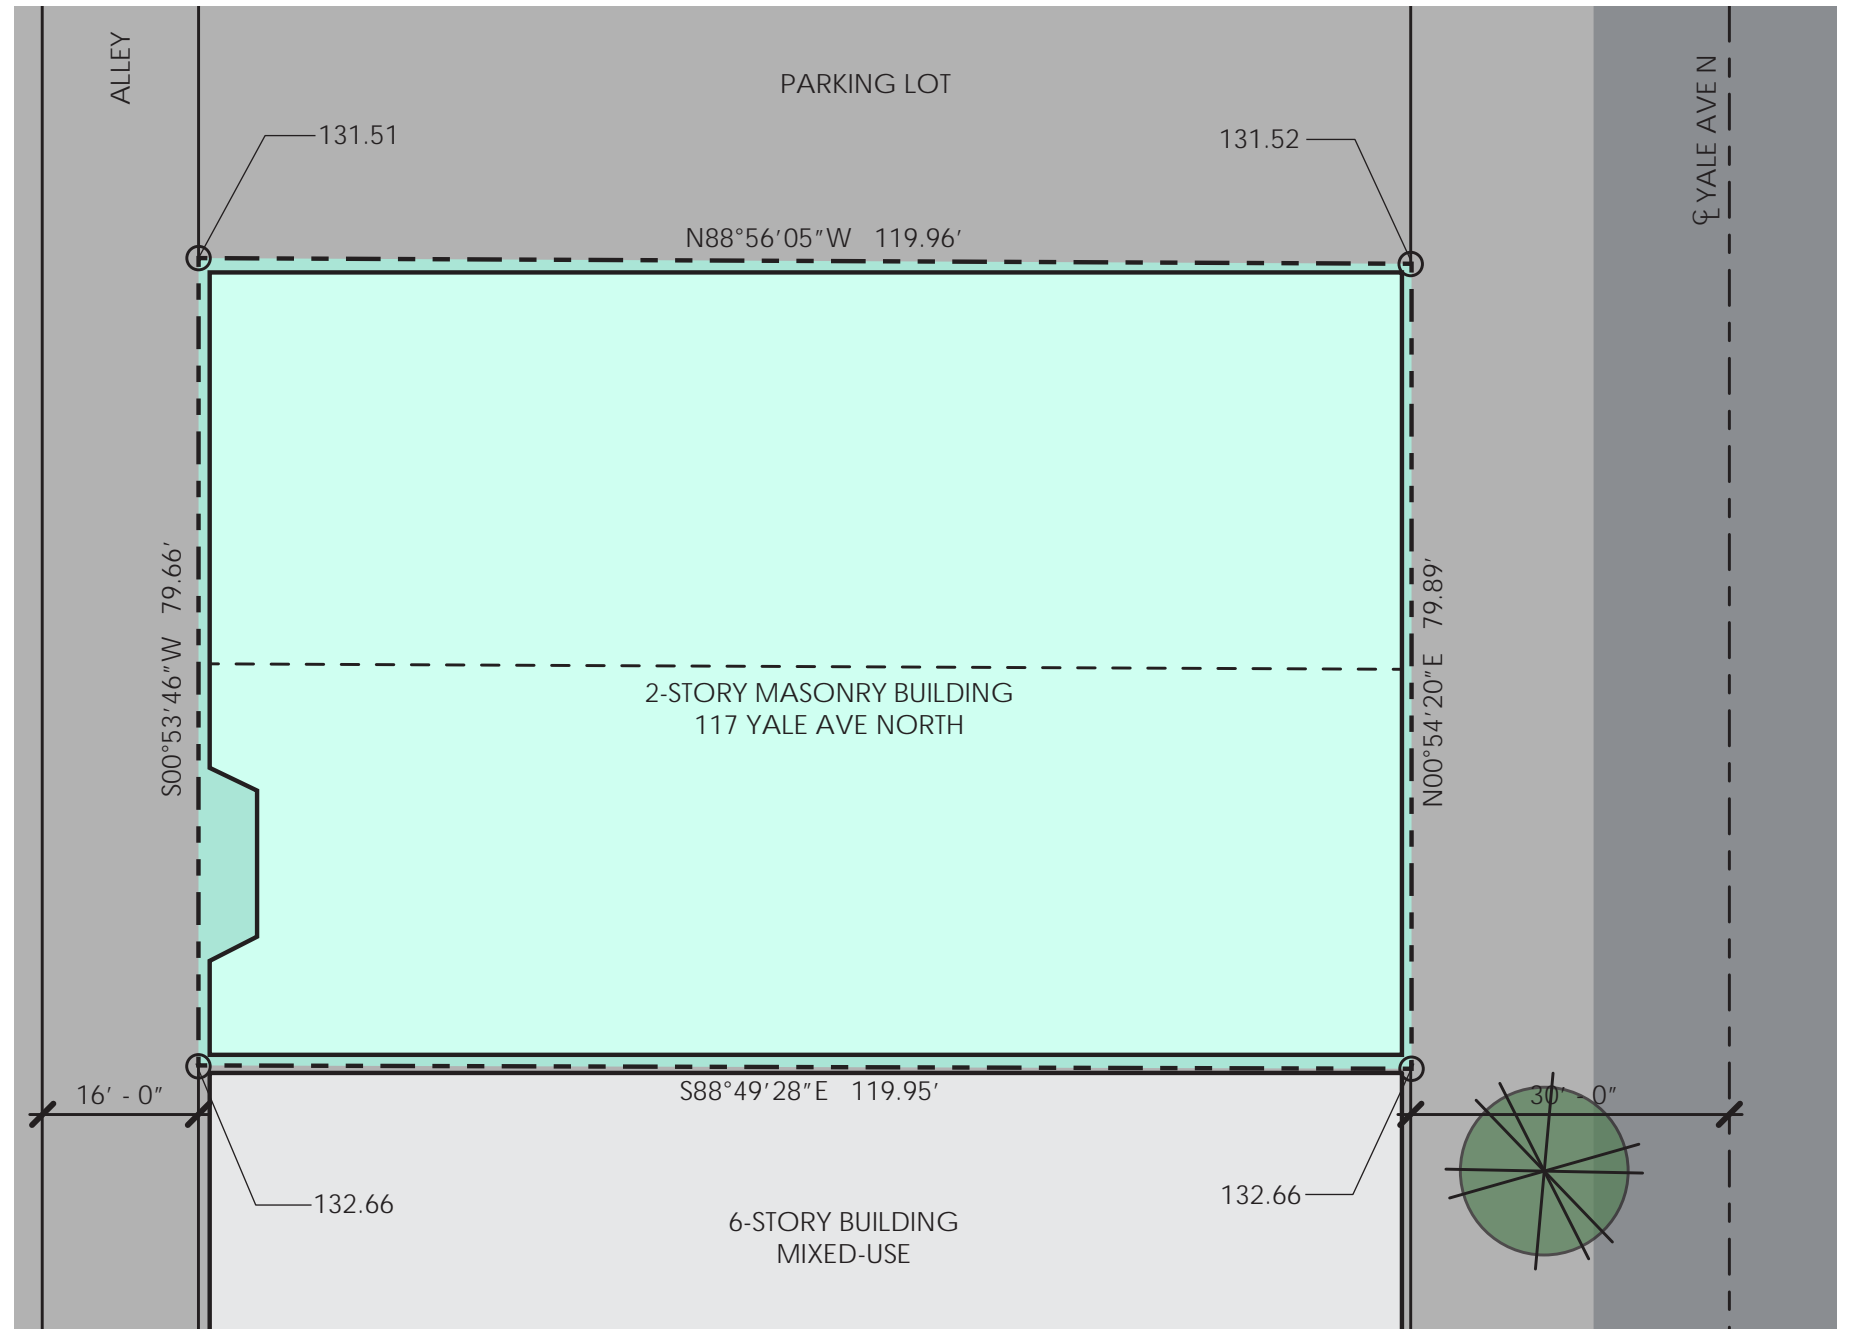 ALLEY
PARKING LOT
℄ YALE AVE N
131.51
131.52
N88°56'05"W 119.96'
S00°53'46"W 79.66'
N00°54'20"E 79.89'
2-STORY MASONRY BUILDING
117 YALE AVE NORTH
16' - 0"
S88°49'28"E 119.95'
30' - 0"
132.66
132.66
6-STORY BUILDING
MIXED-USE